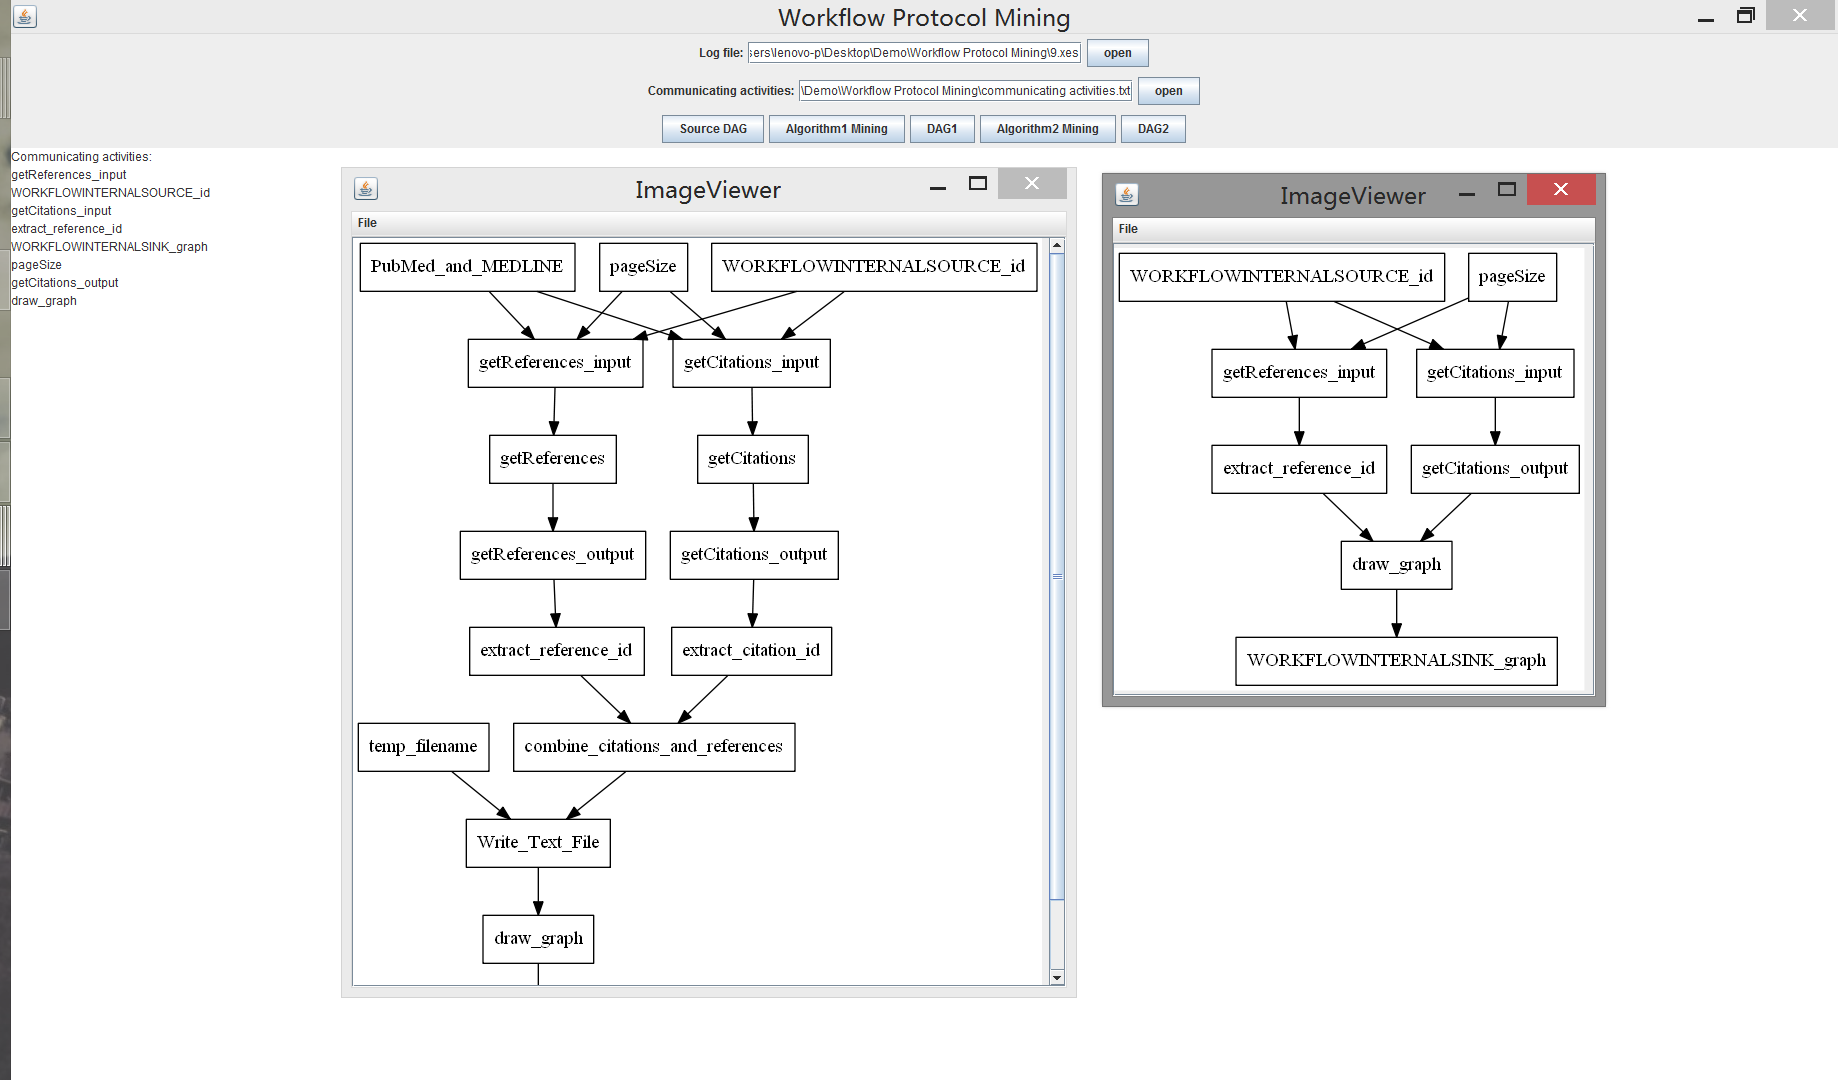 Workflow Protocol Mining
Log file: sers\lenovo-p\Desktop\Demo\Workflow Protocol Mining\9.xes open
Communicating activities: \Demo\Workflow Protocol Mining\communicating activities.txt open
Source DAG Algorithm1 Mining DAG1 Algorithm2 Mining DAG2
Communicating activities:
getReferences_input
WORKFLOWINTERNALSOURCE_id
getCitations_input
extract_reference_id
WORKFLOWINTERNALSINK_graph
pageSize
getCitations_output
draw_graph
ImageViewer
File
PubMed_and_MEDLINE pageSize WORKFLOWINTERNALSOURCE_id
getReferences_input getCitations_input
getReferences getCitations
getReferences_output getCitations_output
extract_reference_id extract_citation_id
temp_filename combine_citations_and_references
Write_Text_File
draw_graph
ImageViewer
File
WORKFLOWINTERNALSOURCE_id pageSize
getReferences_input getCitations_input
extract_reference_id getCitations_output
draw_graph
WORKFLOWINTERNALSINK_graph